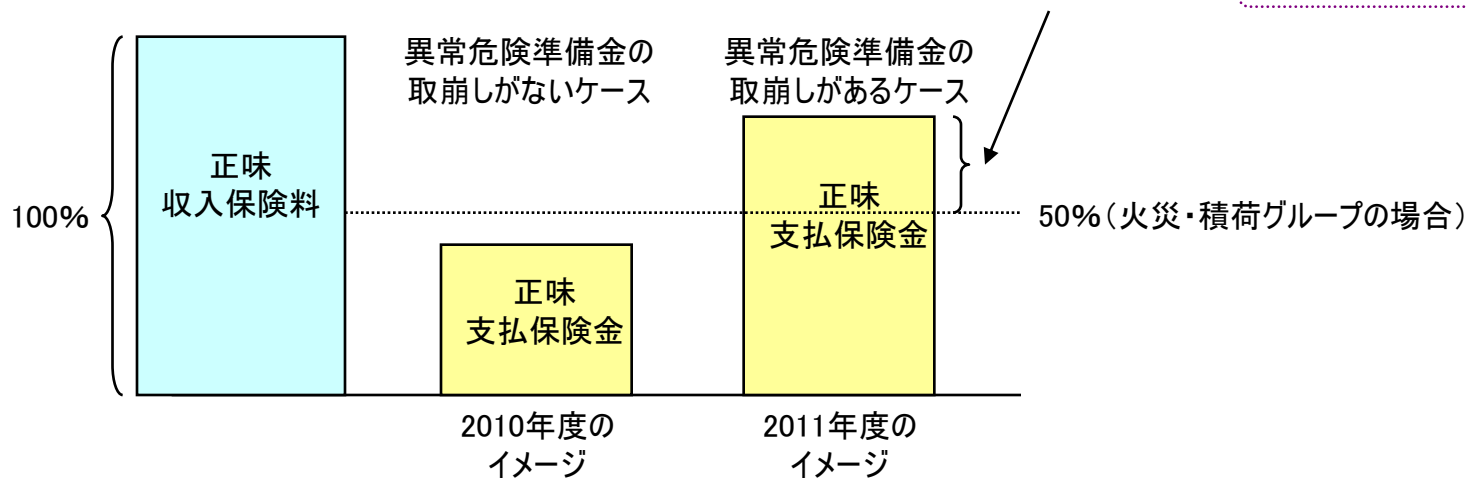 異常危険準備金の
取崩しがないケース
異常危険準備金の
取崩しがあるケース
正味
収入保険料
100%
正味
支払保険金
50%（火災・積荷グループの場合）
正味
支払保険金
2010年度の
イメージ
2011年度の
イメージ